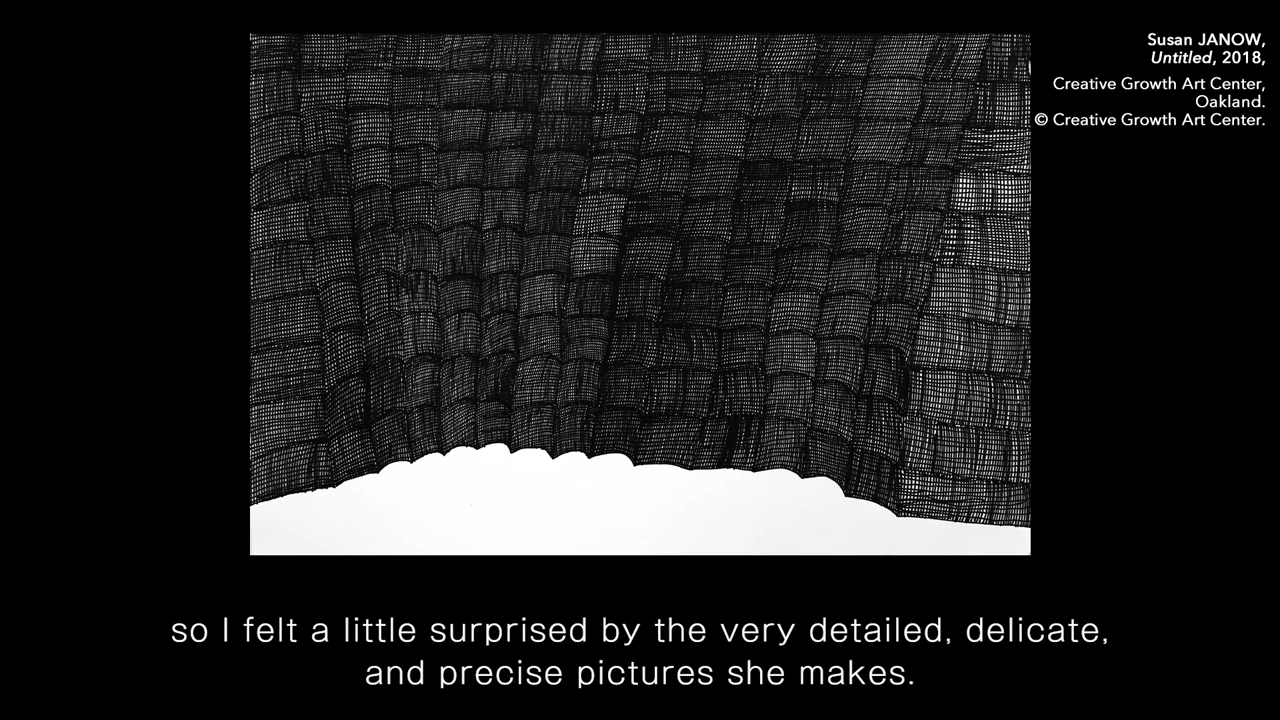 Susan JANOW,
Untitled, 2018,
Creative Growth Art Center,
Oakland.
© Creative Growth Art Center.
so I felt a little surprised by the very detailed, delicate,
and precise pictures she makes.